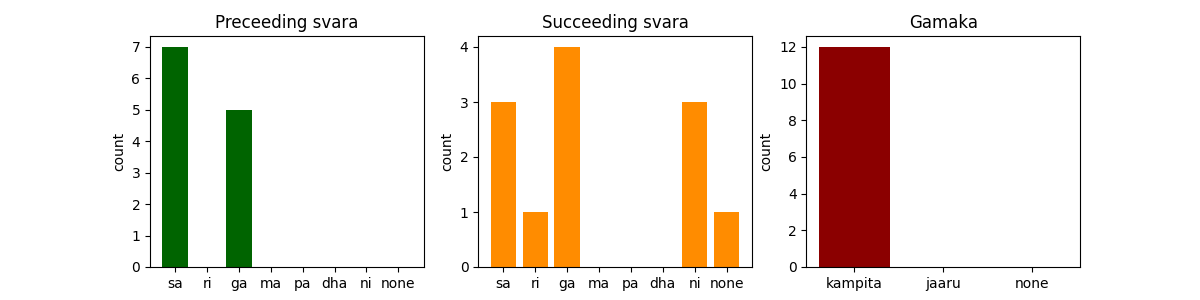 Preceeding svara
count
7
6
5
4
3
2
1
0
sa ri ga ma pa dha ni none
Succeeding svara
count
4
3
2
1
0
sa ri ga ma pa dha ni none
Gamaka
count
12
10
8
6
4
2
0
kampita jaaru none